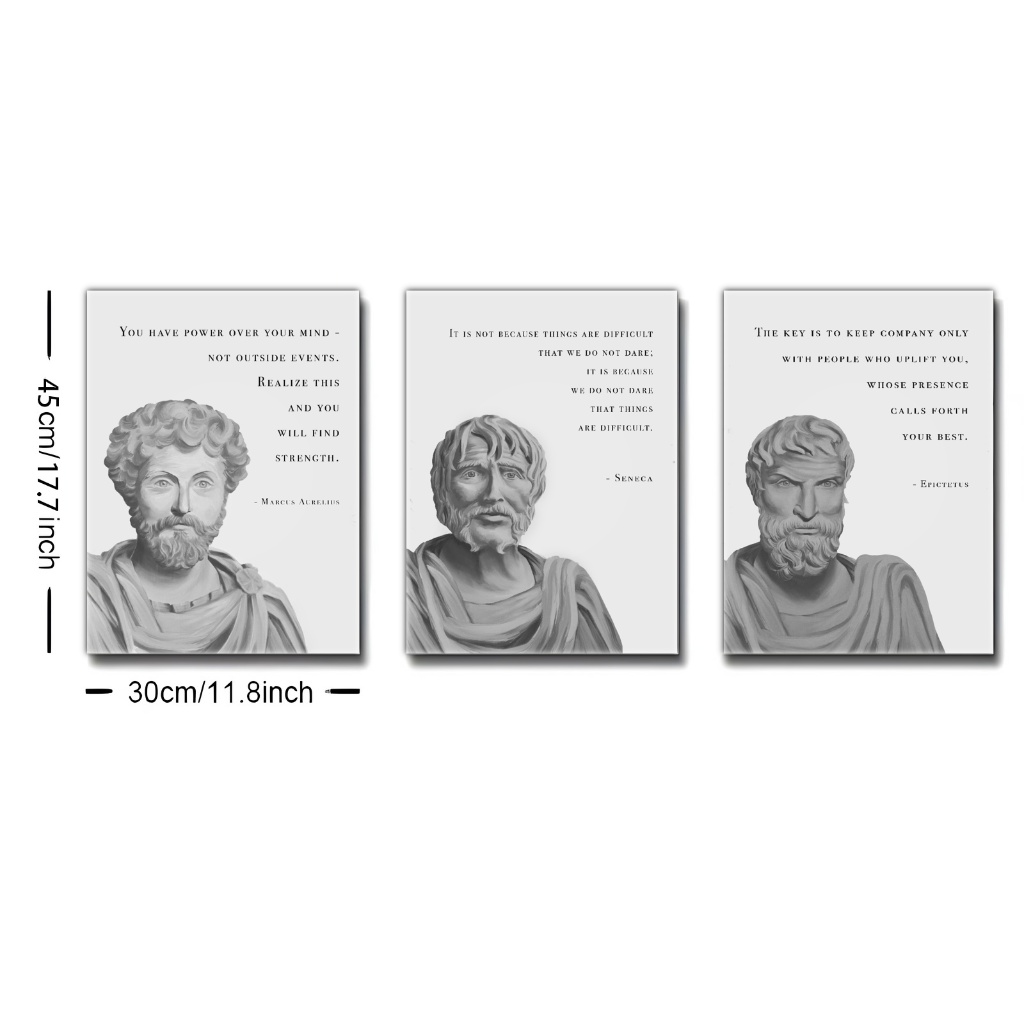 You have power over your mind -
not outside events.
Realize this
and you
will find
strength.
- Marcus Aurelius
It is not because things are difficult
that we do not dare;
it is because
we do not dare
that things
are difficult.
- Seneca
The key is to keep company only
with people who uplift you,
whose presence
calls forth
your best.
- Epictetus
45cm/17.7 inch
30cm/11.8inch